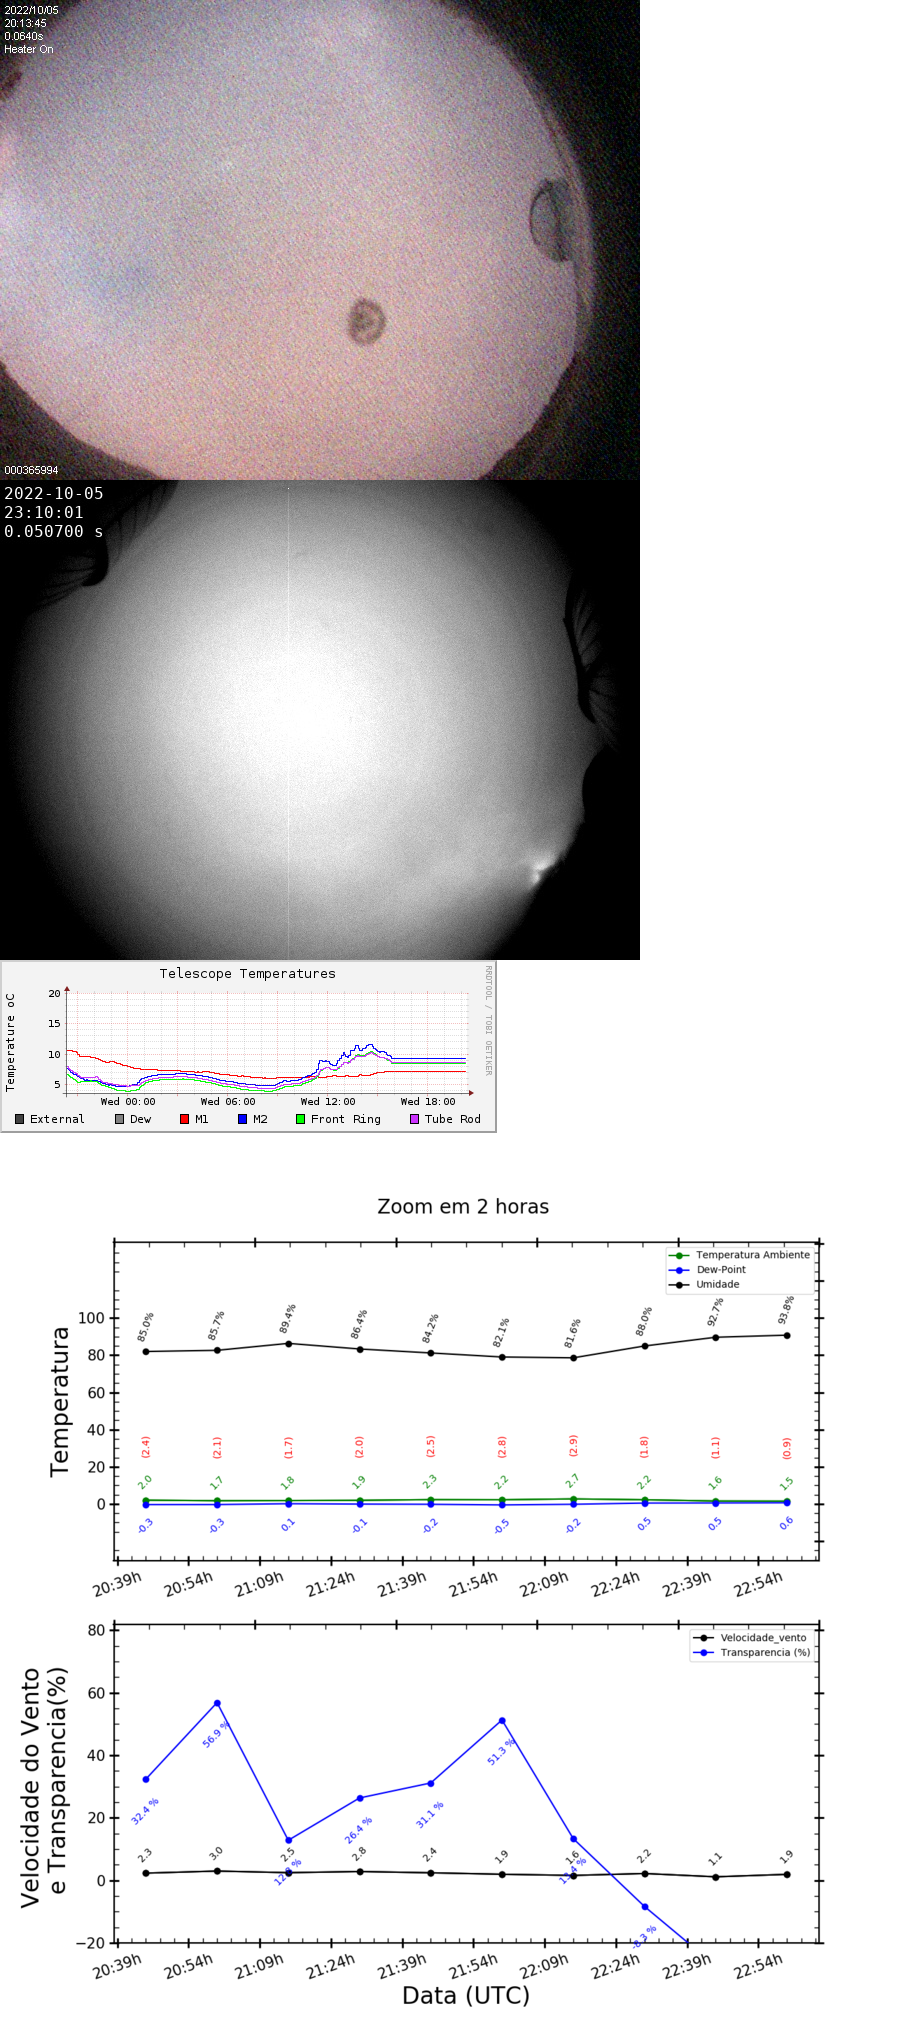 2022/10/05
20:13:45
0.0640s
Heater On
000365994
2022-10-05
23:10:01
0.050700 s
Telescope Temperatures
Temperature oC
RRDTOOL / TOBI OETIKER
20
15
10
5
Wed 00:00 Wed 06:00 Wed 12:00 Wed 18:00
External Dew M1 M2 Front Ring Tube Rod
Zoom em 2 horas
Temperatura
Temperatura Ambiente
Dew-Point
Umidade
100
80
60
40
20
0
85.0% 85.7% 89.4% 86.4% 84.2% 82.1% 81.6% 88.0% 92.7% 93.8%
(2.4) (2.1) (1.7) (2.0) (2.5) (2.8) (2.9) (1.8) (1.1) (0.9)
2.0 1.7 1.8 1.9 2.3 2.2 2.7 2.2 1.6 1.5
-0.3 -0.3 0.1 -0.1 -0.2 -0.5 -0.2 0.5 0.5 0.6
20:39h 20:54h 21:09h 21:24h 21:39h 21:54h 22:09h 22:24h 22:39h 22:54h
Velocidade do Vento
e Transparencia(%)
Velocidade_vento
Transparencia (%)
80
60
40
20
0
−20
32.4 % 56.9 % 26.4 % 31.1 % 51.3 % -8.3 %
2.3 3.0 2.5 2.8 2.4 1.9 1.6 2.2 1.1 1.9
20:39h 20:54h 21:09h 21:24h 21:39h 21:54h 22:09h 22:24h 22:39h 22:54h
Data (UTC)